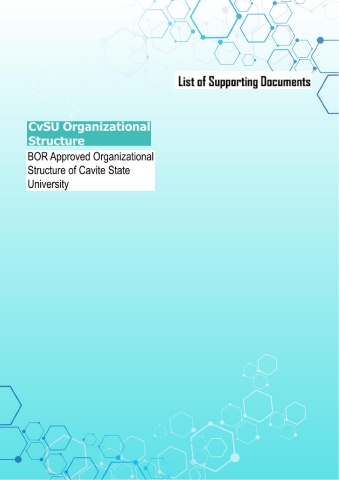 List of Supporting Documents
CvSU Organizational
Structure
BOR Approved Organizational
Structure of Cavite State
University